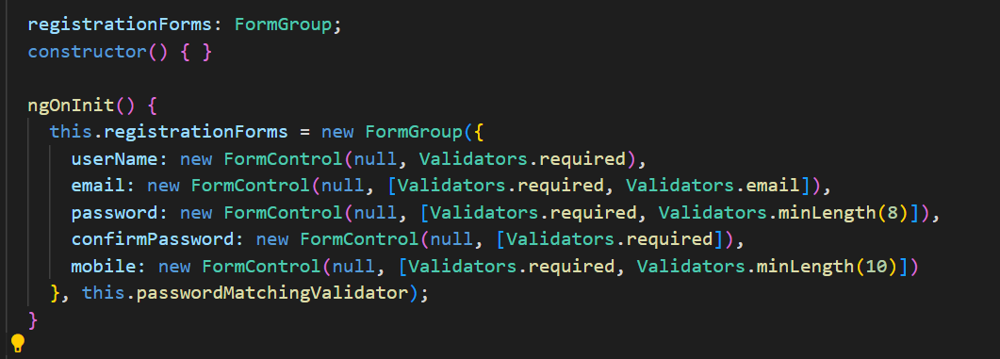 registrationForms: FormGroup;
constructor() { }
ngOnInit() {
this.registrationForms = new FormGroup({
userName: new FormControl(null, Validators.required),
email: new FormControl(null, [Validators.required, Validators.email]),
password: new FormControl(null, [Validators.required, Validators.minLength(8)]),
confirmPassword: new FormControl(null, [Validators.required]),
mobile: new FormControl(null, [Validators.required, Validators.minLength(10)])
}, this.passwordMatchingValidator);
}